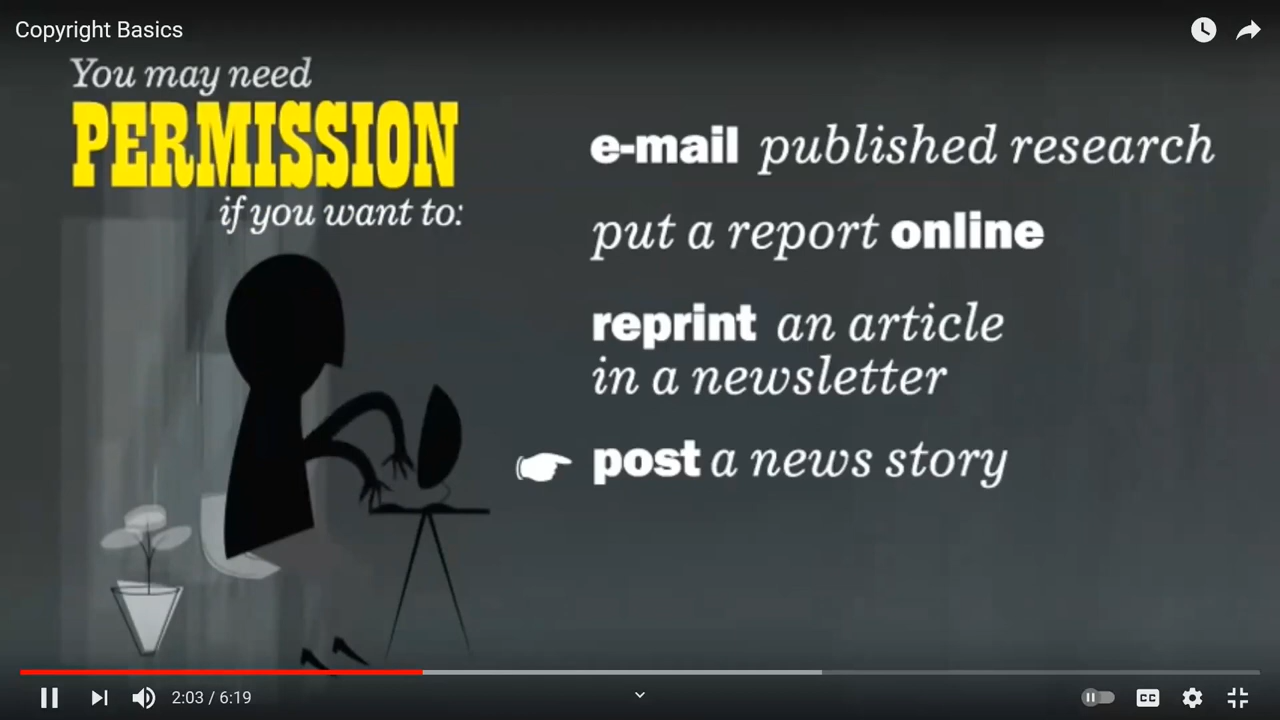 Copyright Basics
You may need
PERMISSION
if you want to:
e-mail published research
put a report online
reprint an article
in a newsletter
post a news story
2:03 / 6:19
CC